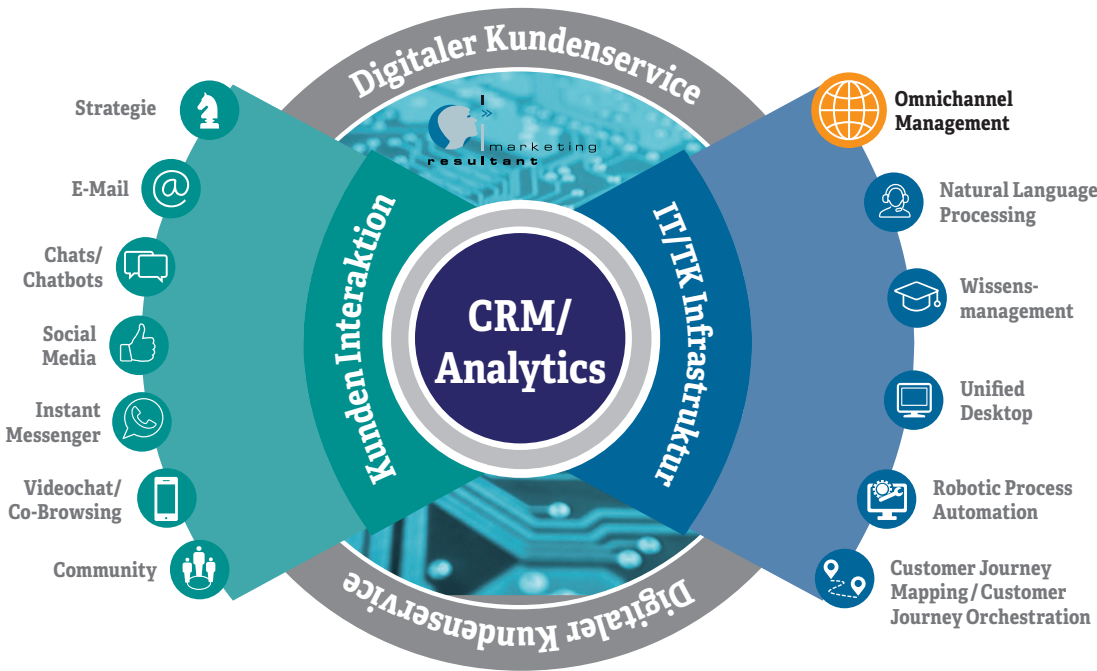 Digitaler Kundenservice
marketing
resultant
Strategie
E-Mail
Chats/
Chatbots
Social
Media
Instant
Messenger
Videochat/
Co-Browsing
Community
Kunden Interaktion
CRM/
Analytics
IT/TK Infrastruktur
Omnichannel
Management
Natural Language
Processing
Wissens-
management
Unified
Desktop
Robotic Process
Automation
Customer Journey
Mapping/Customer
Journey Orchestration
Digitaler Kundenservice